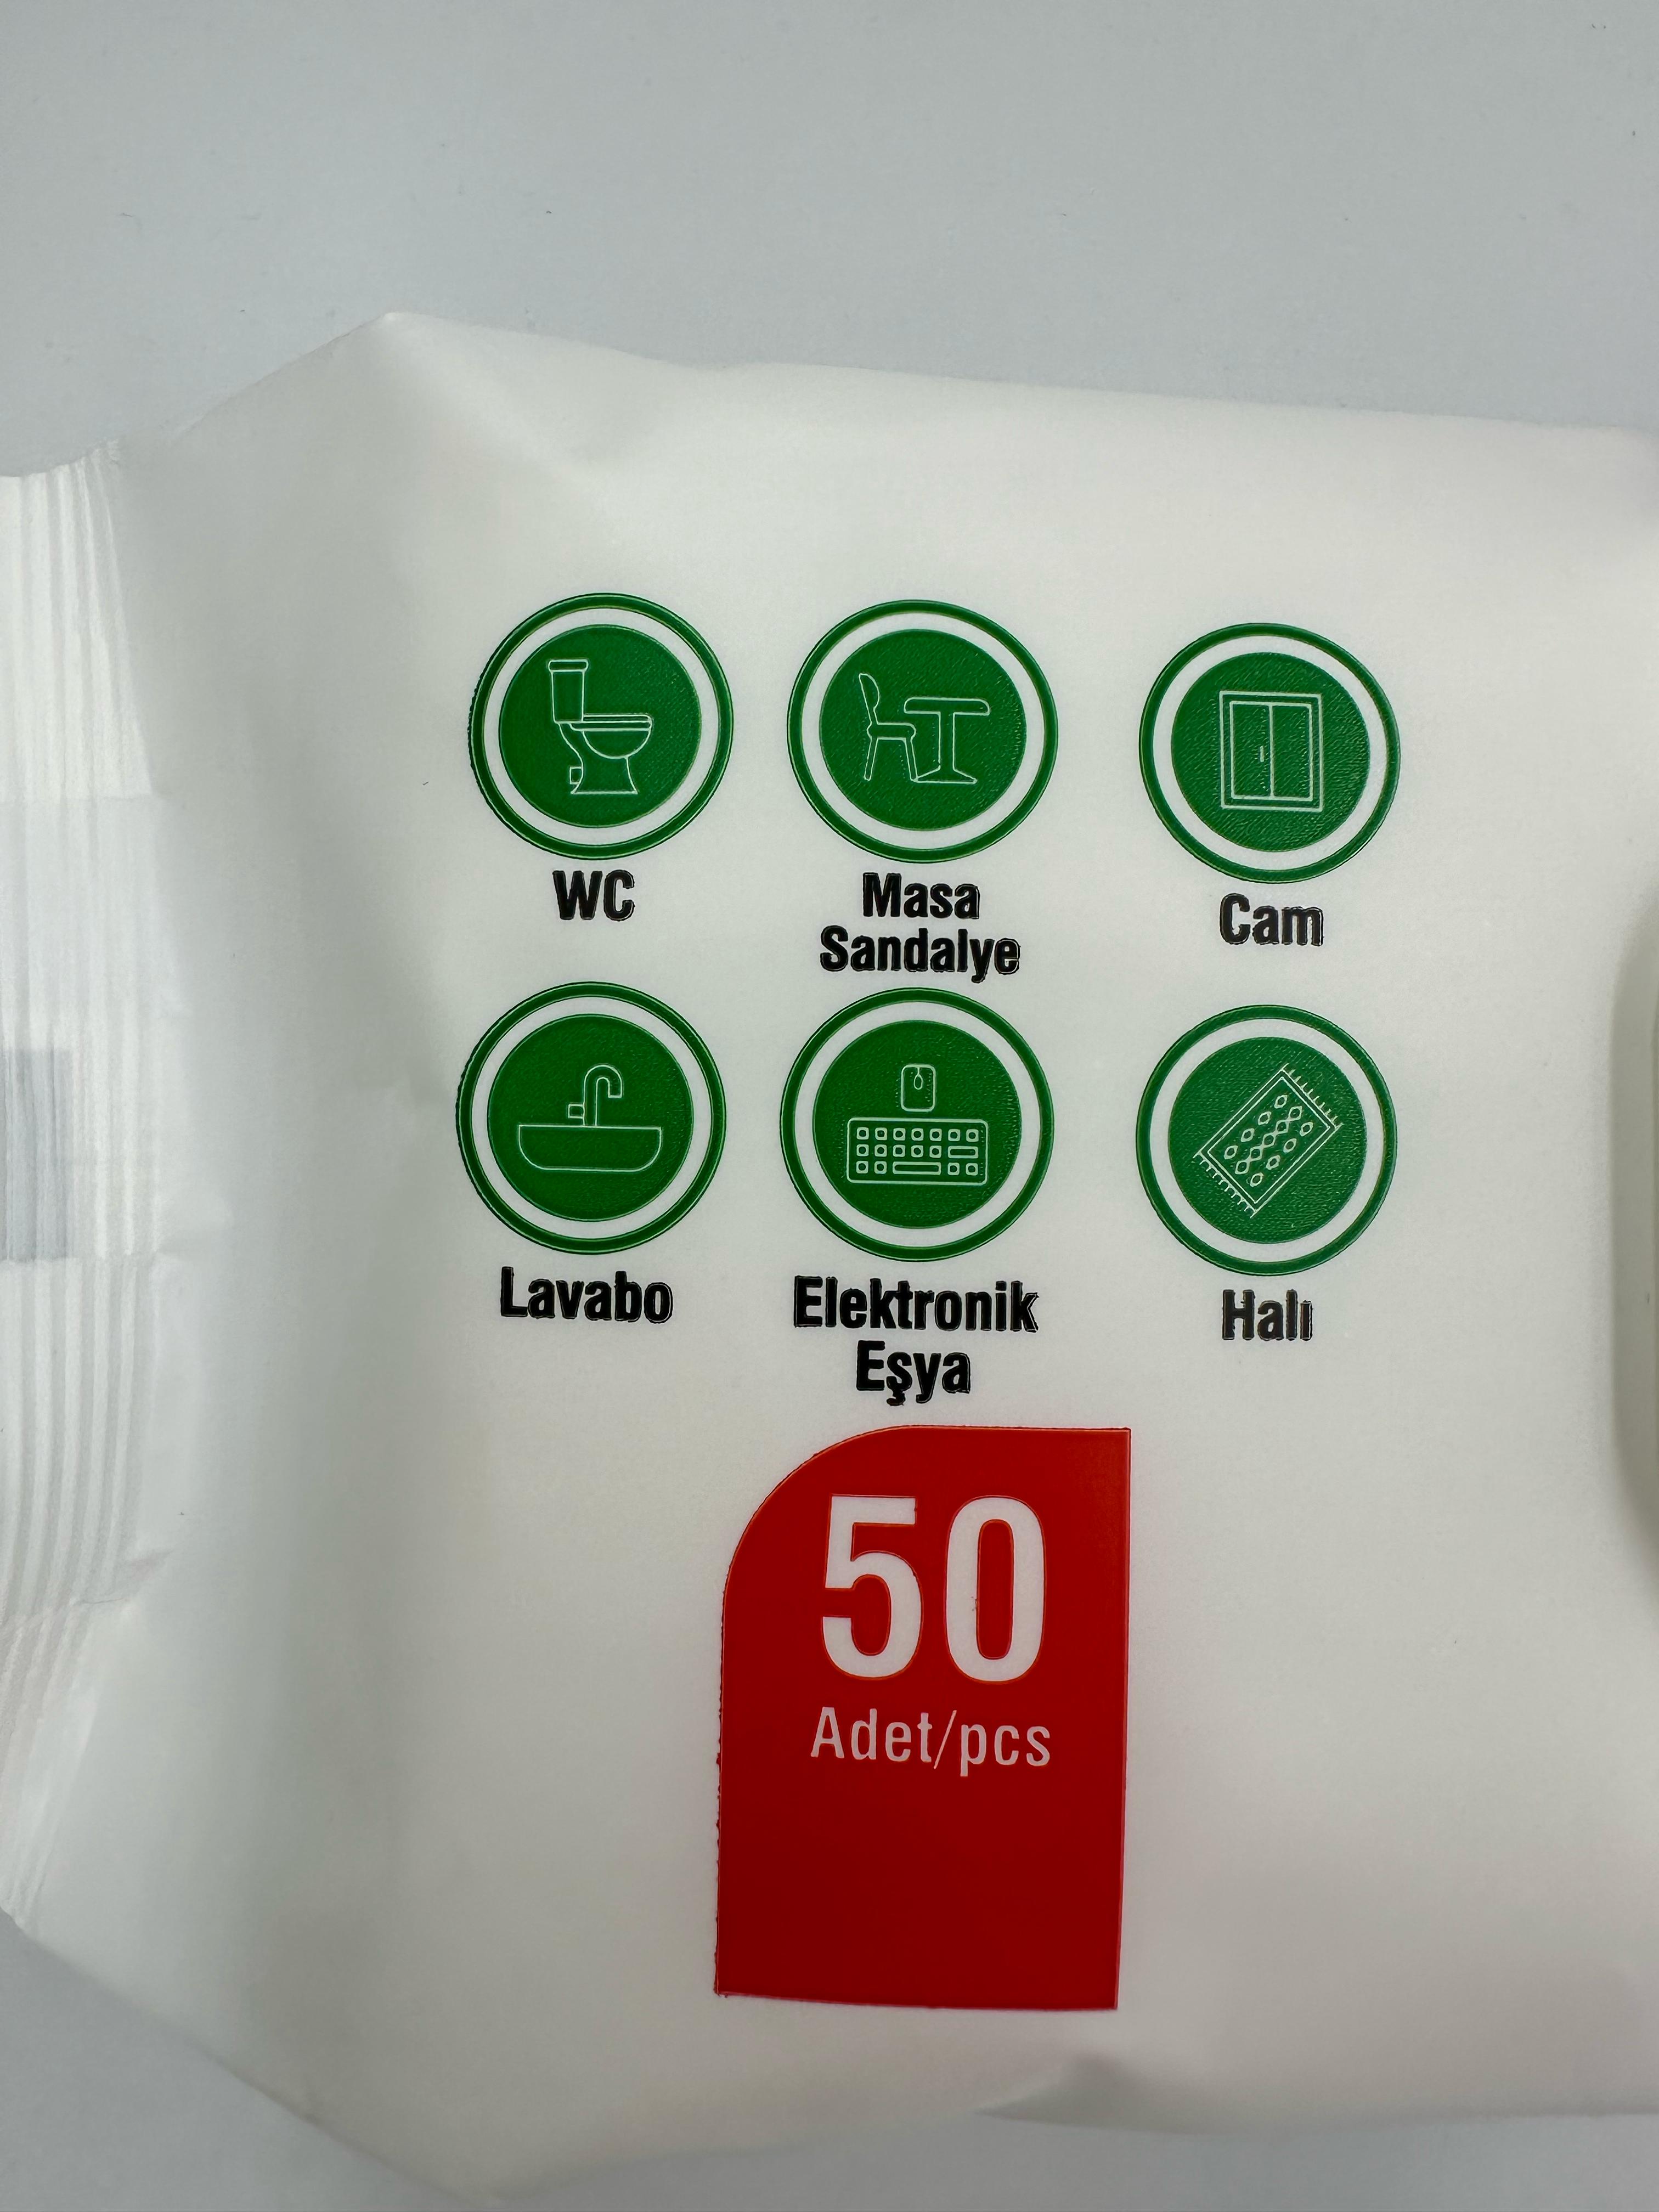 WC
Masa
Sandalye
Cam
Lavabo
Elektronik
Eşya
Halı
50
Adet/pcs